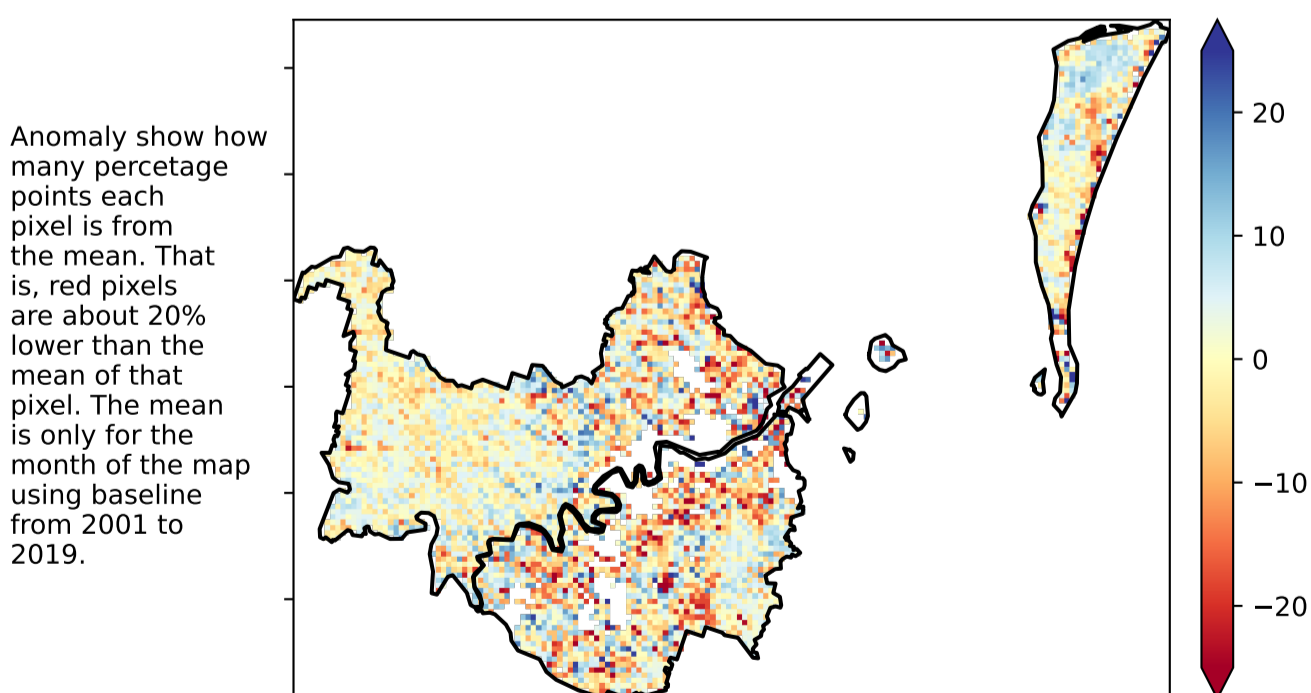 Anomaly show how
many percetage
points each
pixel is from
the mean. That
is, red pixels
are about 20%
lower than the
mean of that
pixel. The mean
is only for the
month of the map
using baseline
from 2001 to
2019.
20
10
0
−10
−20